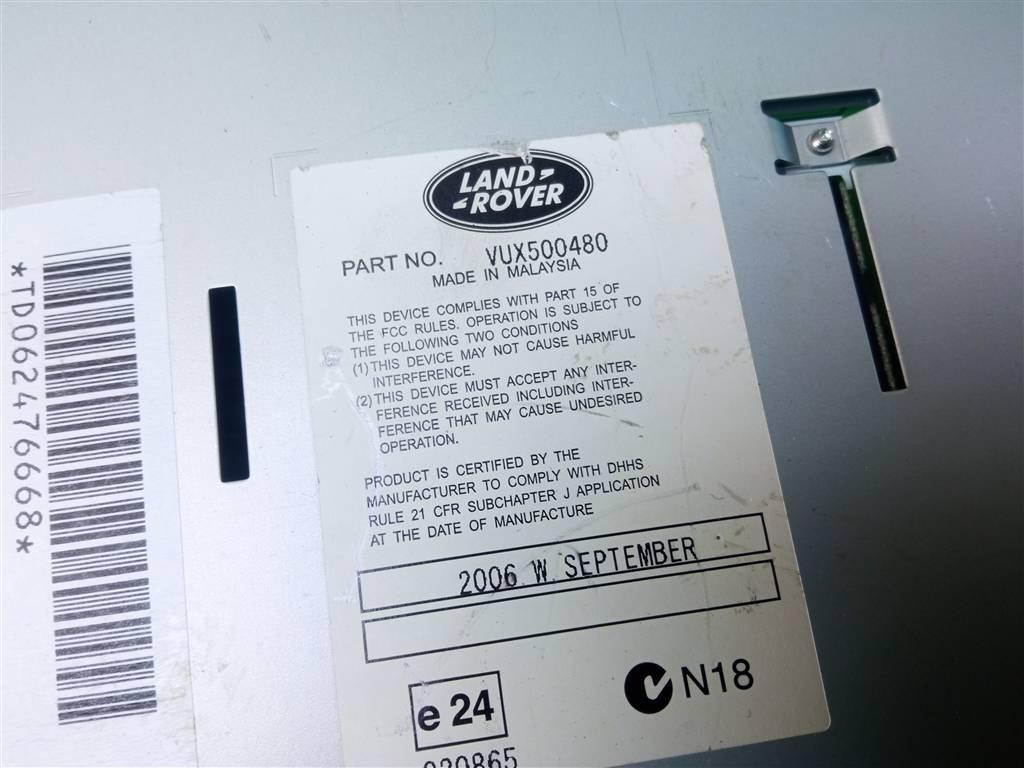 *TD06247666​8*
LAND-
-ROVER
PART NO. VUX500480
MADE IN MALAYSIA
THIS DEVICE COMPLIES WITH PART 15 OF
THE FCC RULES. OPERATION IS SUBJECT TO
THE FOLLOWING TWO CONDITIONS
(1) THIS DEVICE MAY NOT CAUSE HARMFUL
INTERFERENCE.
(2) THIS DEVICE MUST ACCEPT ANY INTER-
FERENCE RECEIVED INCLUDING INTER-
FERENCE THAT MAY CAUSE UNDESIRED
OPERATION.
PRODUCT IS CERTIFIED BY THE
MANUFACTURER TO COMPLY WITH DHHS
RULE 21 CFR SUBCHAPTER J APPLICATION
AT THE DATE OF MANUFACTURE
2006. W. SEPTEMBER
e 24
N18
020865